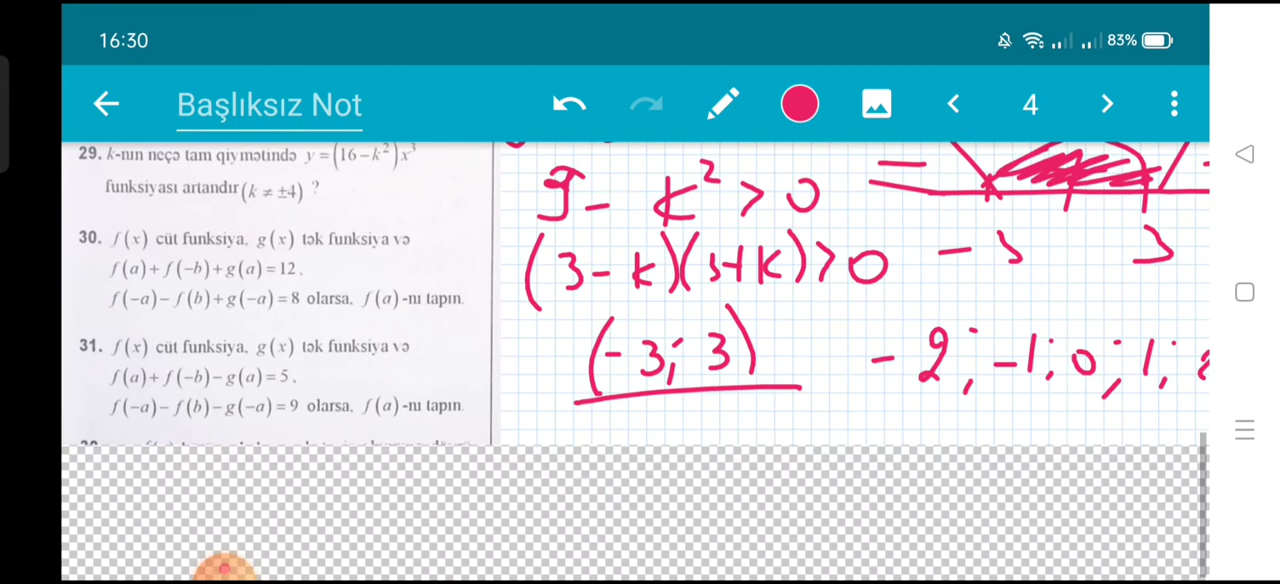 16:30
83%
Başlıksız Not
4
29. k-nın neçə tam qiymətində y = (16 – k²)x³
funksiyası artandır (k ≠ ±4) ?
30. f(x) cüt funksiya, g(x) tək funksiya və
f(a) + f(–b) + g(a) = 12,
f(–a) – f(b) + g(–a) = 8 olarsa, f(a)-nı tapın.
31. f(x) cüt funksiya, g(x) tək funksiya və
f(a) + f(–b) – g(a) = 5,
f(–a) – f(b) – g(–a) = 9 olarsa, f(a)-nı tapın.
9 – k² > 0
(3 – k)(3 + k) > 0
–3 3
(–3; 3)
–2; –1; 0; 1; 2